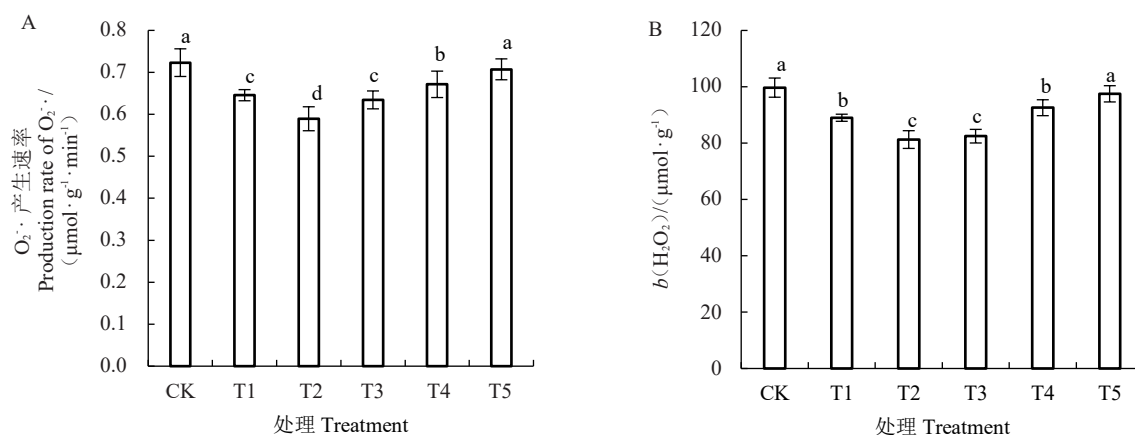 A
O₂⁻· 产生速率
Production rate of O₂⁻· /
（μmol·g⁻¹·min⁻¹）
0.8
0.7
0.6
0.5
0.4
0.3
0.2
0.1
0.0
a
c
d
c
b
a
CK T1 T2 T3 T4 T5
处理 Treatment
B
b（H₂O₂）/（μmol·g⁻¹）
120
100
80
60
40
20
0
a
b
c
c
b
a
CK T1 T2 T3 T4 T5
处理 Treatment